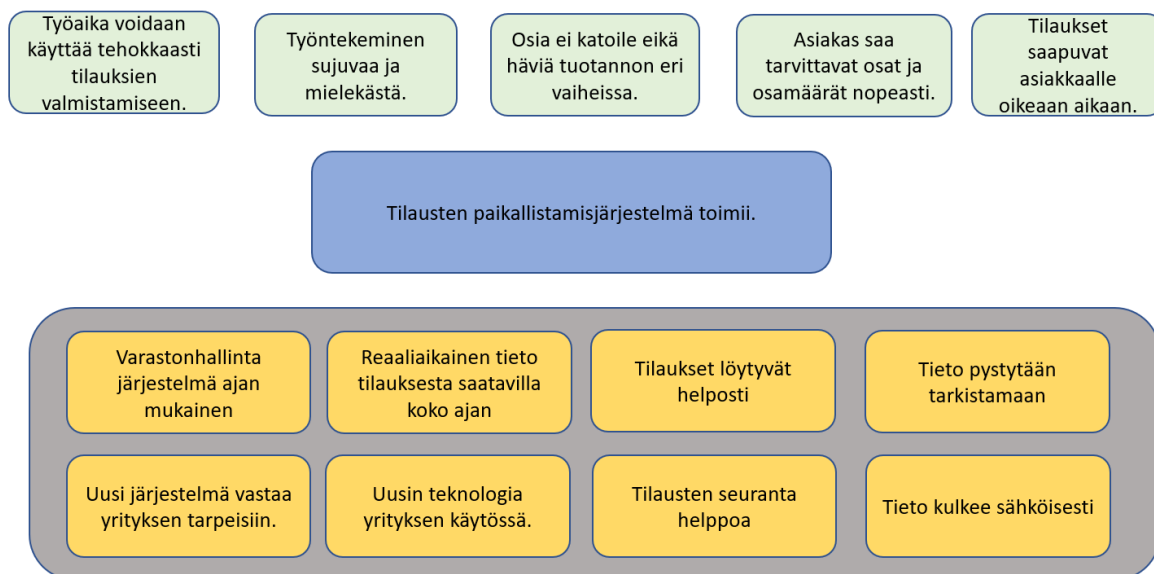 Työaika voidaan
käyttää tehokkaasti
tilauksien
valmistamiseen.
Työntekeminen
sujuvaa ja
mielekästä.
Osia ei katoile eikä
häviä tuotannon eri
vaiheissa.
Asiakas saa
tarvittavat osat ja
osamäärät nopeasti.
Tilaukset
saapuvat
asiakkaalle
oikeaan aikaan.
Tilausten paikallistamisjärjestelmä toimii.
Varastonhallinta
järjestelmä ajan
mukainen
Reaaliaikainen tieto
tilauksesta saatavilla
koko ajan
Tilaukset löytyvät
helposti
Tieto pystytään
tarkistamaan
Uusi järjestelmä vastaa
yrityksen tarpeisiin.
Uusin teknologia
yrityksen käytössä.
Tilausten seuranta
helppoa
Tieto kulkee sähköisesti